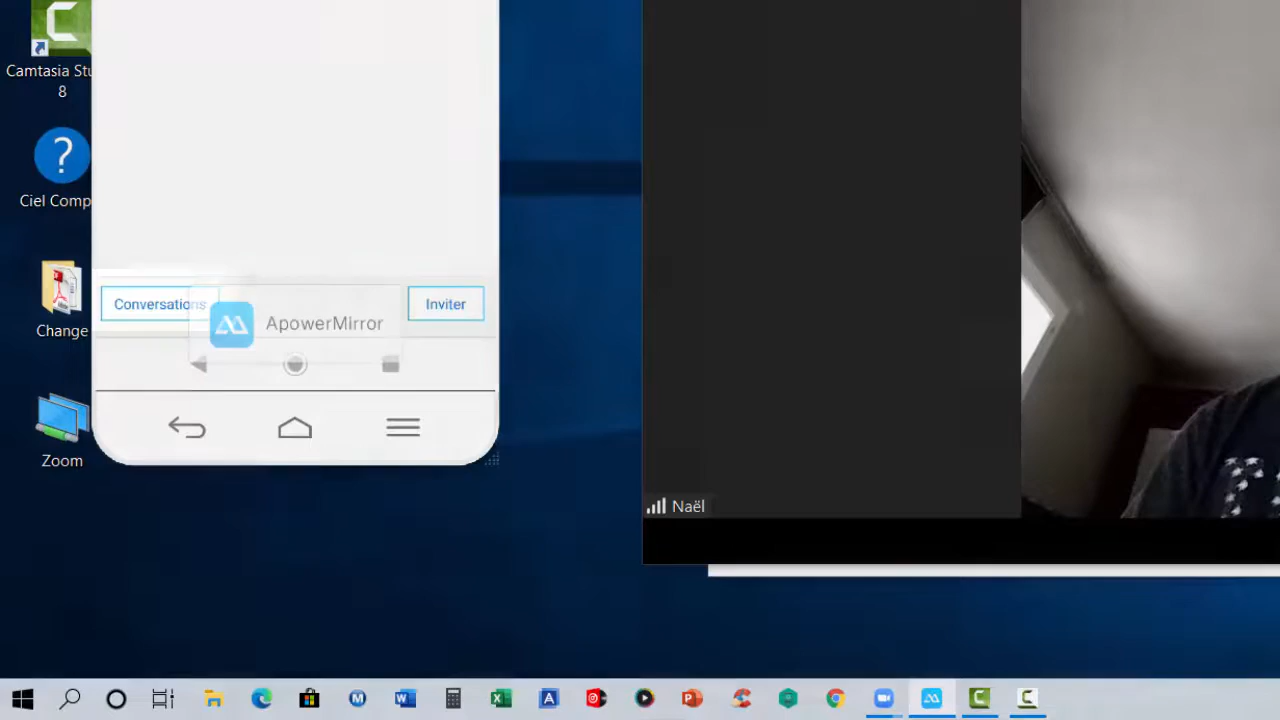 Camtasia Stu
8
Ciel Comp
Change
Zoom
Conversations
Inviter
ApowerMirror
Naël